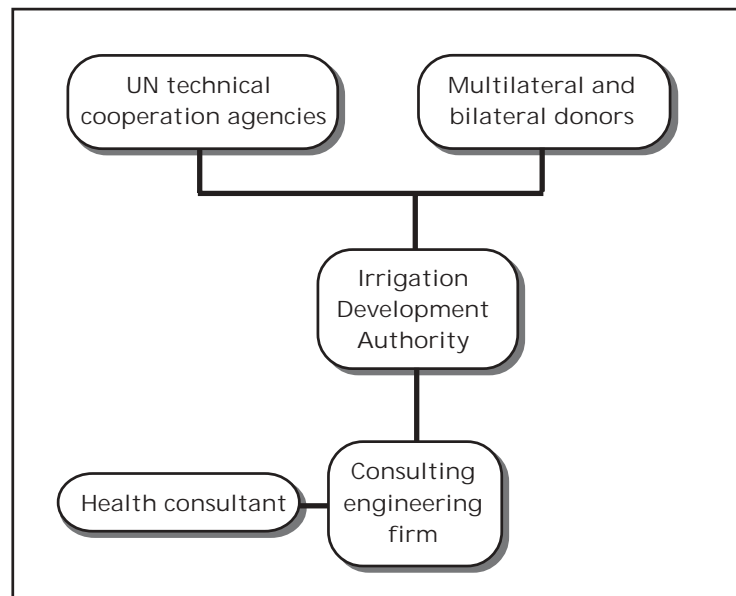 UN technical
cooperation agencies
Multilateral and
bilateral donors
Irrigation
Development
Authority
Health consultant
Consulting
engineering
firm